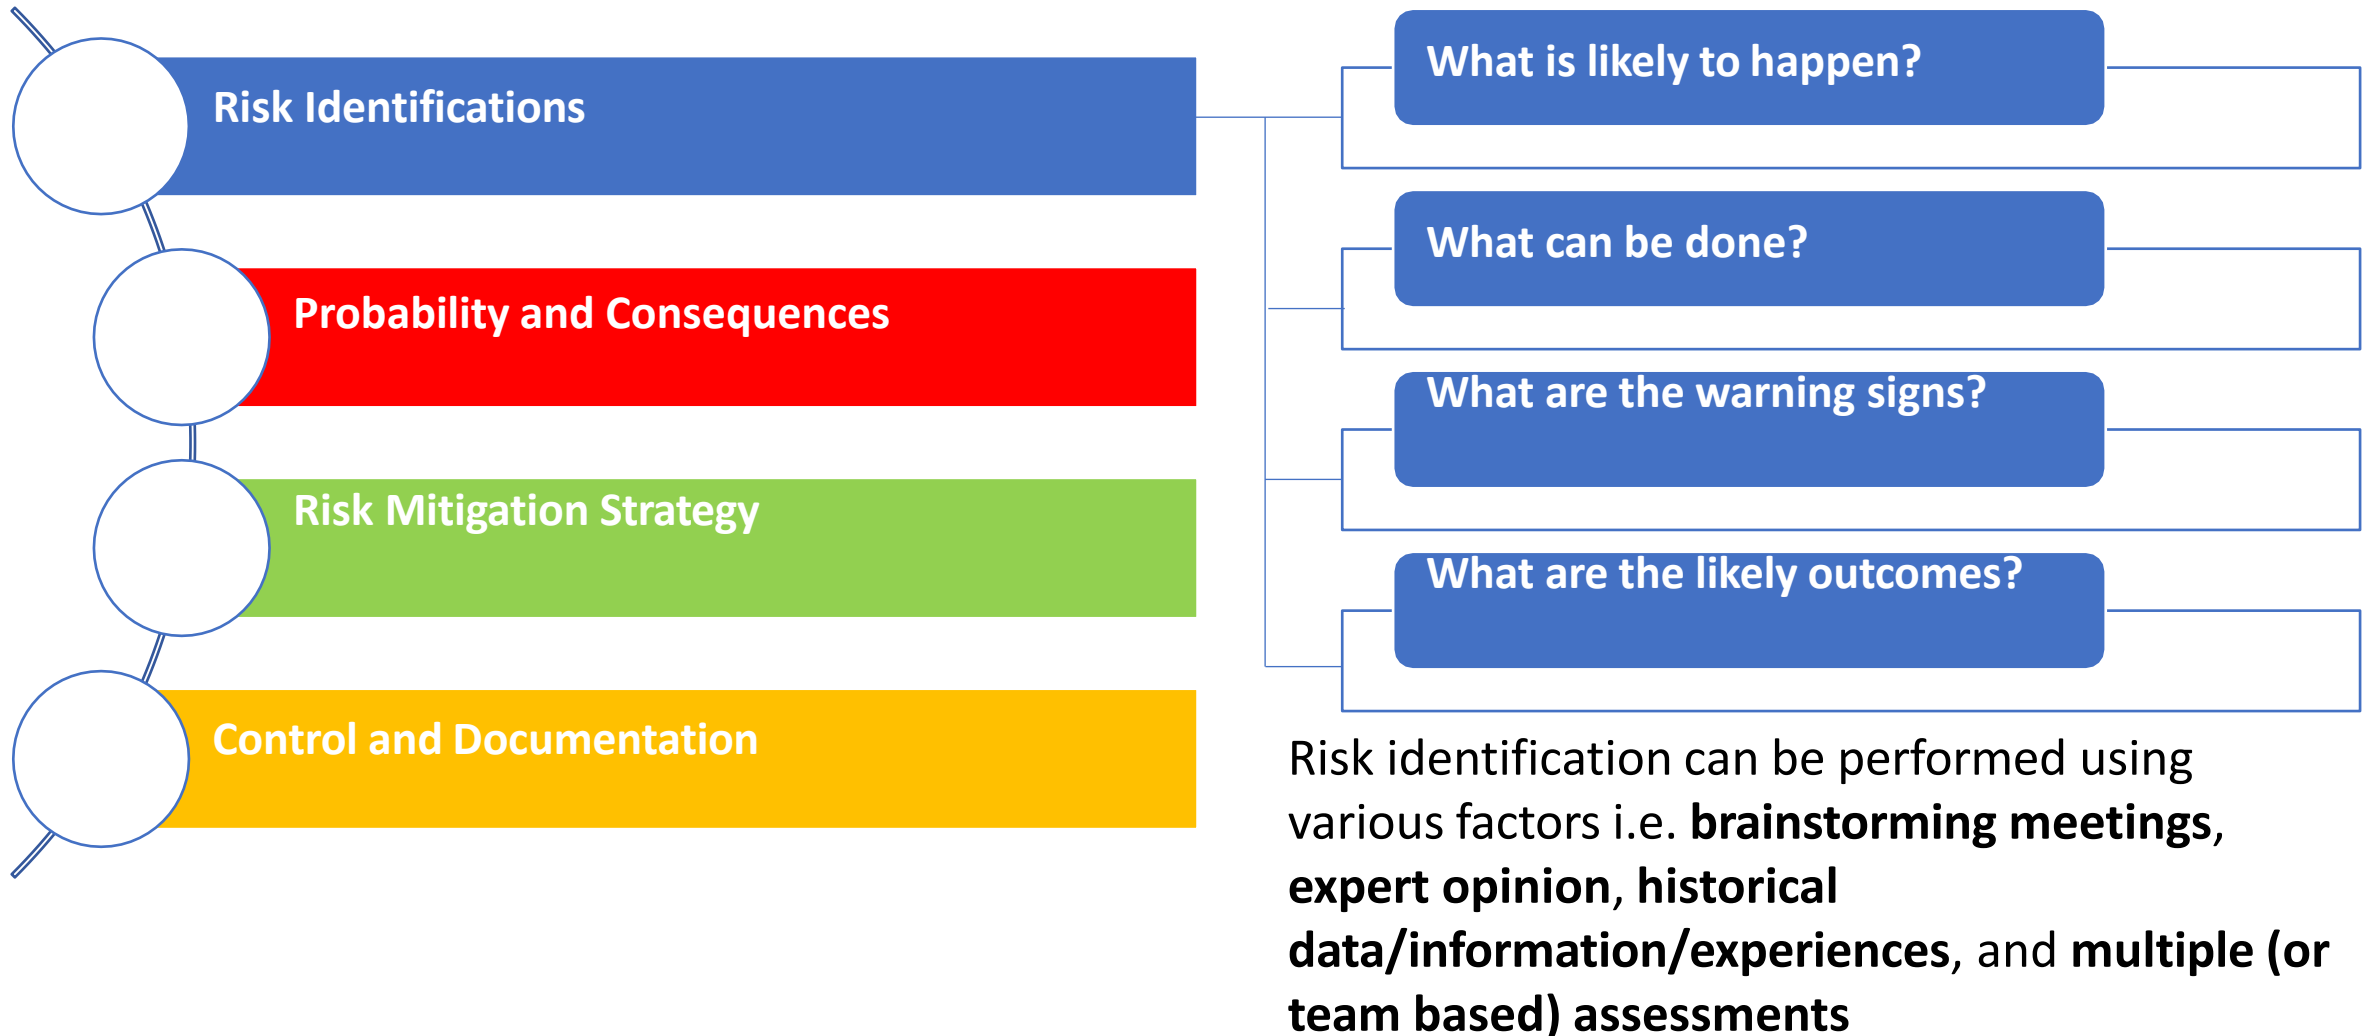 Risk Identifications
Probability and Consequences
Risk Mitigation Strategy
Control and Documentation
What is likely to happen?
What can be done?
What are the warning signs?
What are the likely outcomes?
Risk identification can be performed using
various factors i.e. brainstorming meetings,
expert opinion, historical
data/information/experiences, and multiple (or
team based) assessments